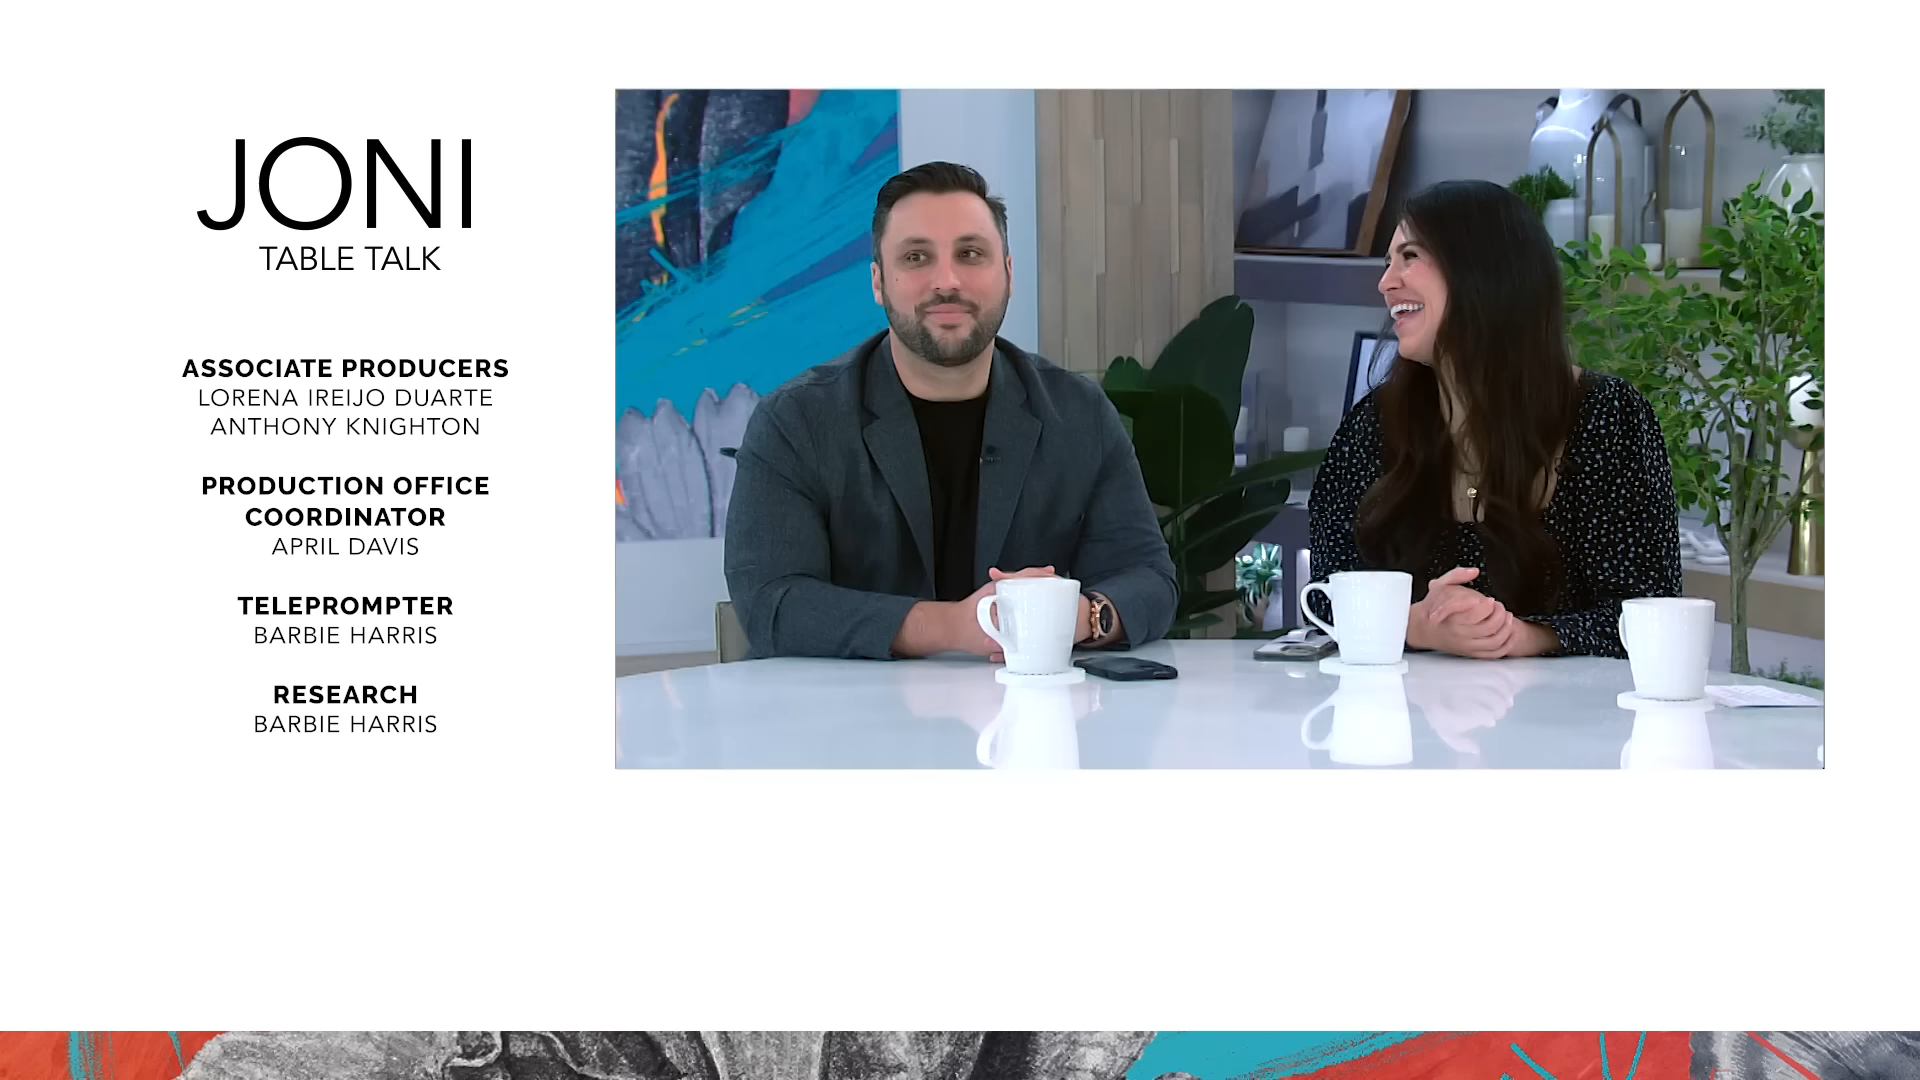 JONI
TABLE TALK
ASSOCIATE PRODUCERS
LORENA IREIJO DUARTE
ANTHONY KNIGHTON
PRODUCTION OFFICE
COORDINATOR
APRIL DAVIS
TELEPROMPTER
BARBIE HARRIS
RESEARCH
BARBIE HARRIS